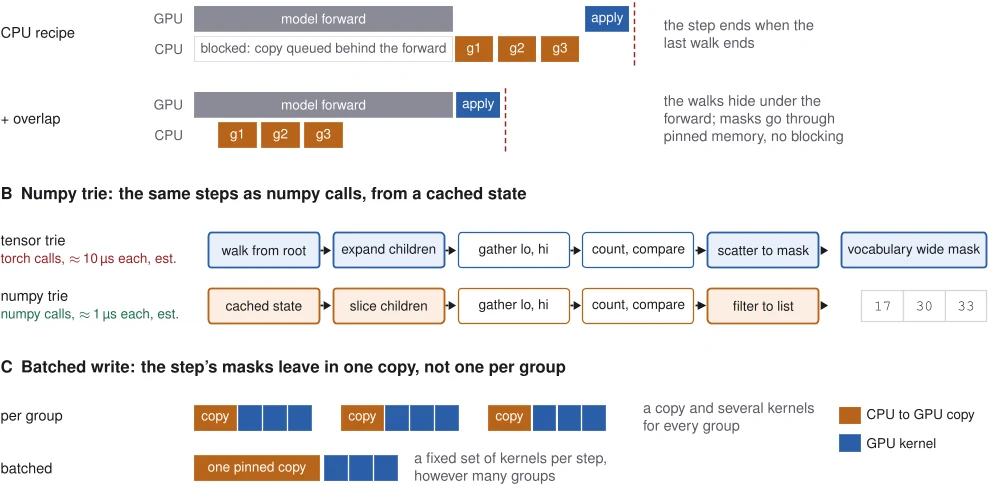 GPU
model forward
apply
CPU recipe
CPU
blocked: copy queued behind the forward
g1
g2
g3
the step ends when the
last walk ends
GPU
model forward
apply
+ overlap
CPU
g1
g2
g3
the walks hide under the
forward; masks go through
pinned memory, no blocking
B Numpy trie: the same steps as numpy calls, from a cached state
tensor trie
torch calls, ≈ 10 µs each, est.
walk from root
expand children
gather lo, hi
count, compare
scatter to mask
vocabulary wide mask
numpy trie
numpy calls, ≈ 1 µs each, est.
cached state
slice children
gather lo, hi
count, compare
filter to list
17
30
33
C Batched write: the step's masks leave in one copy, not one per group
per group
copy
copy
copy
a copy and several kernels
for every group
batched
one pinned copy
a fixed set of kernels per step,
however many groups
CPU to GPU copy
GPU kernel